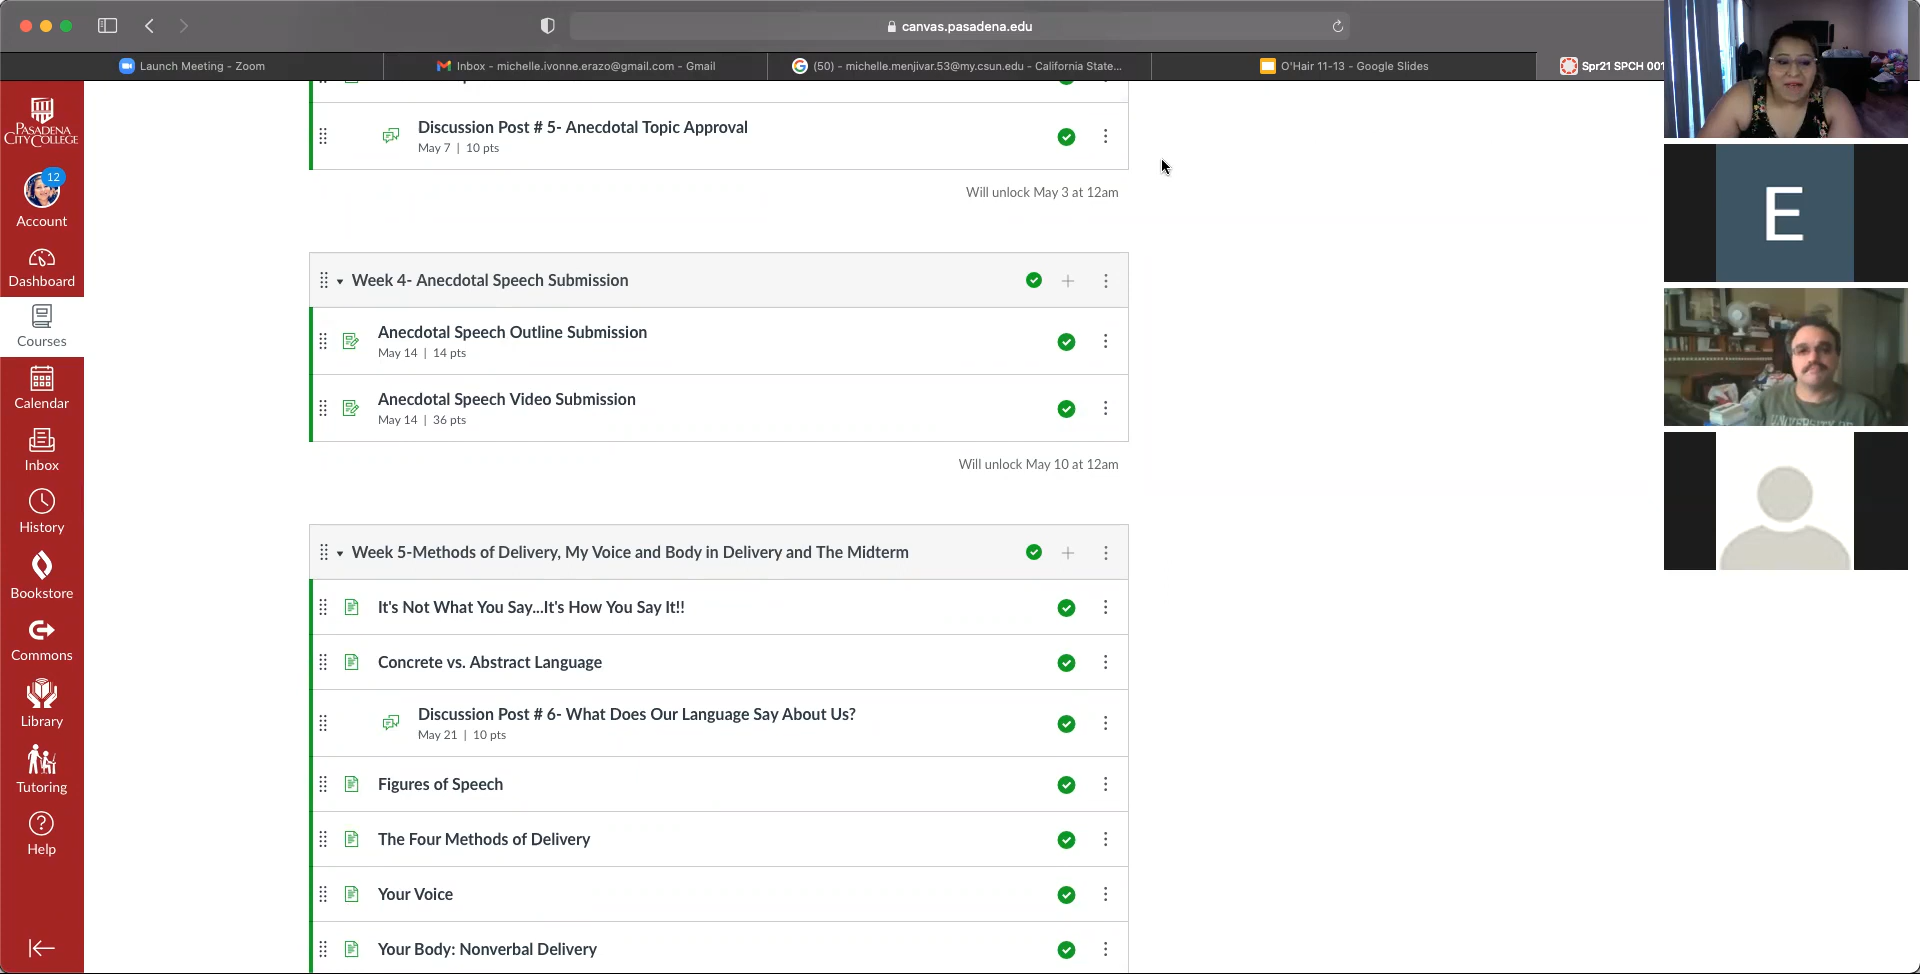 canvas.pasadena.edu
Launch Meeting - Zoom
Inbox - michelle.ivonne.erazo@gmail.com - Gmail
(50) - michelle.menjivar.53@my.csun.edu - California State...
O'Hair 11-13 - Google Slides
Spr21 SPCH 001
PASADENA
CITY COLLEGE
12
Account
Dashboard
Courses
Calendar
Inbox
History
Bookstore
Commons
Library
Tutoring
Help
Discussion Post # 5- Anecdotal Topic Approval
May 7 | 10 pts
Will unlock May 3 at 12am
Week 4- Anecdotal Speech Submission
Anecdotal Speech Outline Submission
May 14 | 14 pts
Anecdotal Speech Video Submission
May 14 | 36 pts
Will unlock May 10 at 12am
Week 5-Methods of Delivery, My Voice and Body in Delivery and The Midterm
It's Not What You Say...It's How You Say It!!
Concrete vs. Abstract Language
Discussion Post # 6- What Does Our Language Say About Us?
May 21 | 10 pts
Figures of Speech
The Four Methods of Delivery
Your Voice
Your Body: Nonverbal Delivery
E